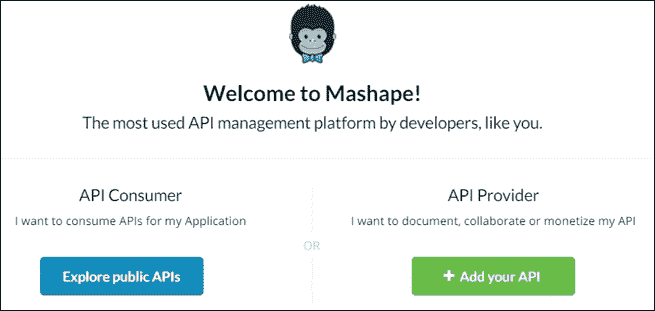 Welcome to Mashape!
The most used API management platform by developers, like you.
API Consumer
I want to consume APIs for my Application
Explore public APIs
OR
API Provider
I want to document, collaborate or monetize my API
+ Add your API